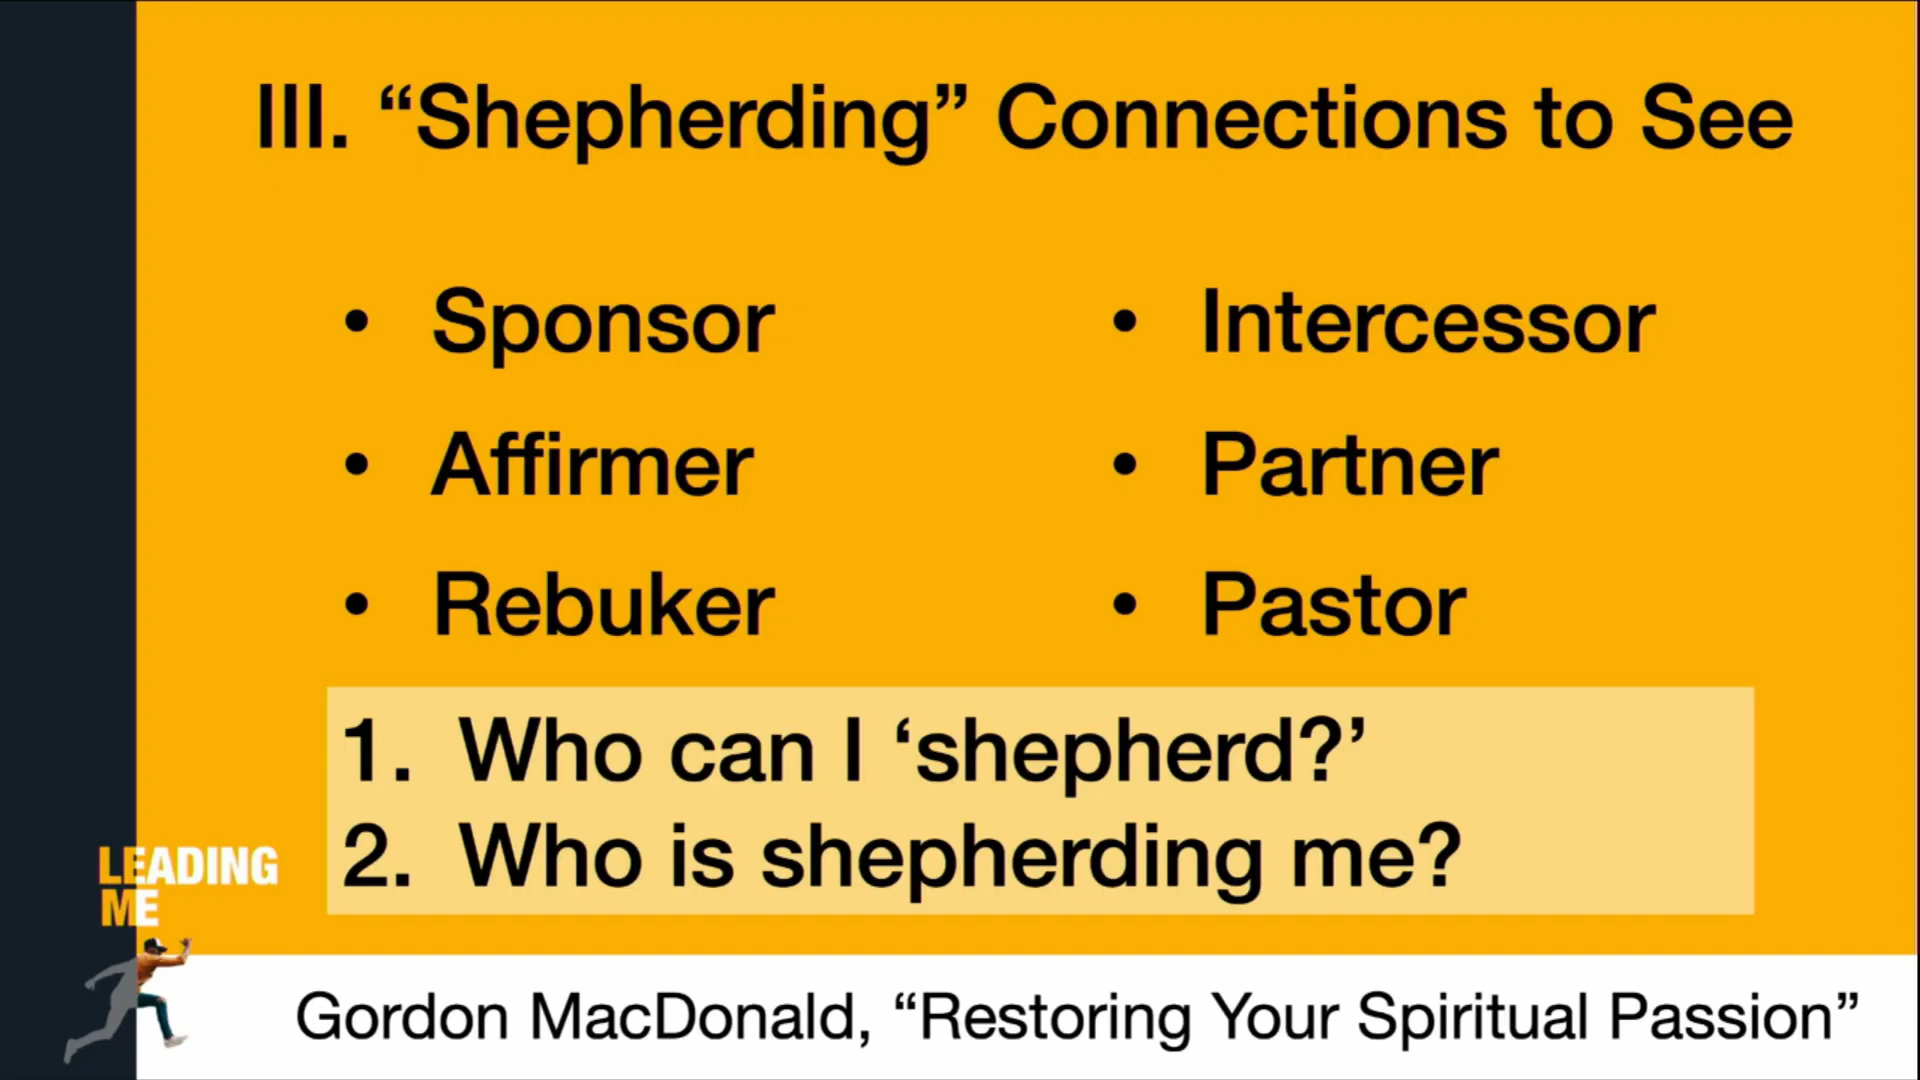 III. “Shepherding” Connections to See
• Sponsor
• Affirmer
• Rebuker
• Intercessor
• Partner
• Pastor
1. Who can I ‘shepherd?’
2. Who is shepherding me?
LEADING
ME
Gordon MacDonald, “Restoring Your Spiritual Passion”